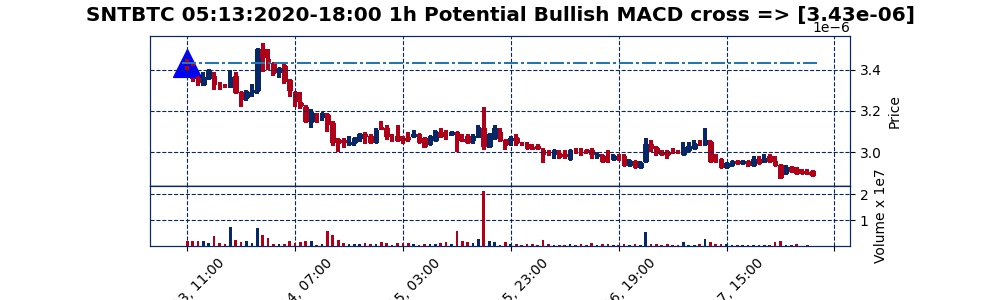 SNTBTC 05:13:2020-18:00 1h Potential Bullish MACD cross => [3.43e-06]
1e−6
3.4
3.2
3.0
Price
2
1
Volume x 1e7
3, 11:00
4, 07:00
5, 03:00
5, 23:00
6, 19:00
7, 15:00